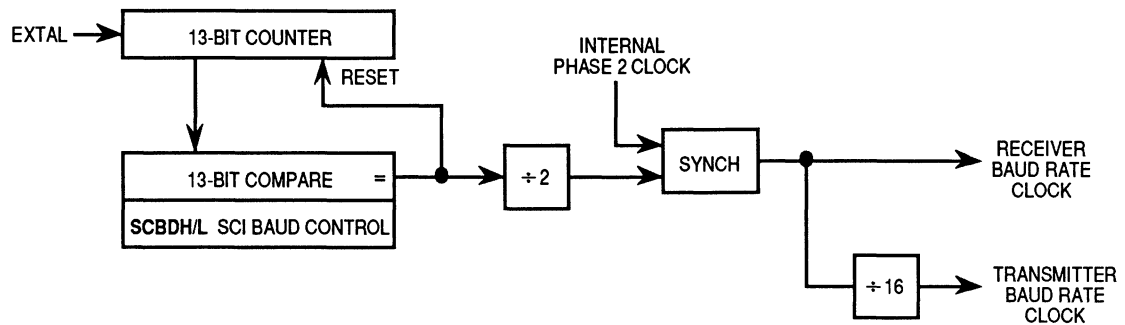 EXTAL
13-BIT COUNTER
RESET
INTERNAL
PHASE 2 CLOCK
13-BIT COMPARE =
SCBDH/L SCI BAUD CONTROL
÷2
SYNCH
RECEIVER
BAUD RATE
CLOCK
÷16
TRANSMITTER
BAUD RATE
CLOCK